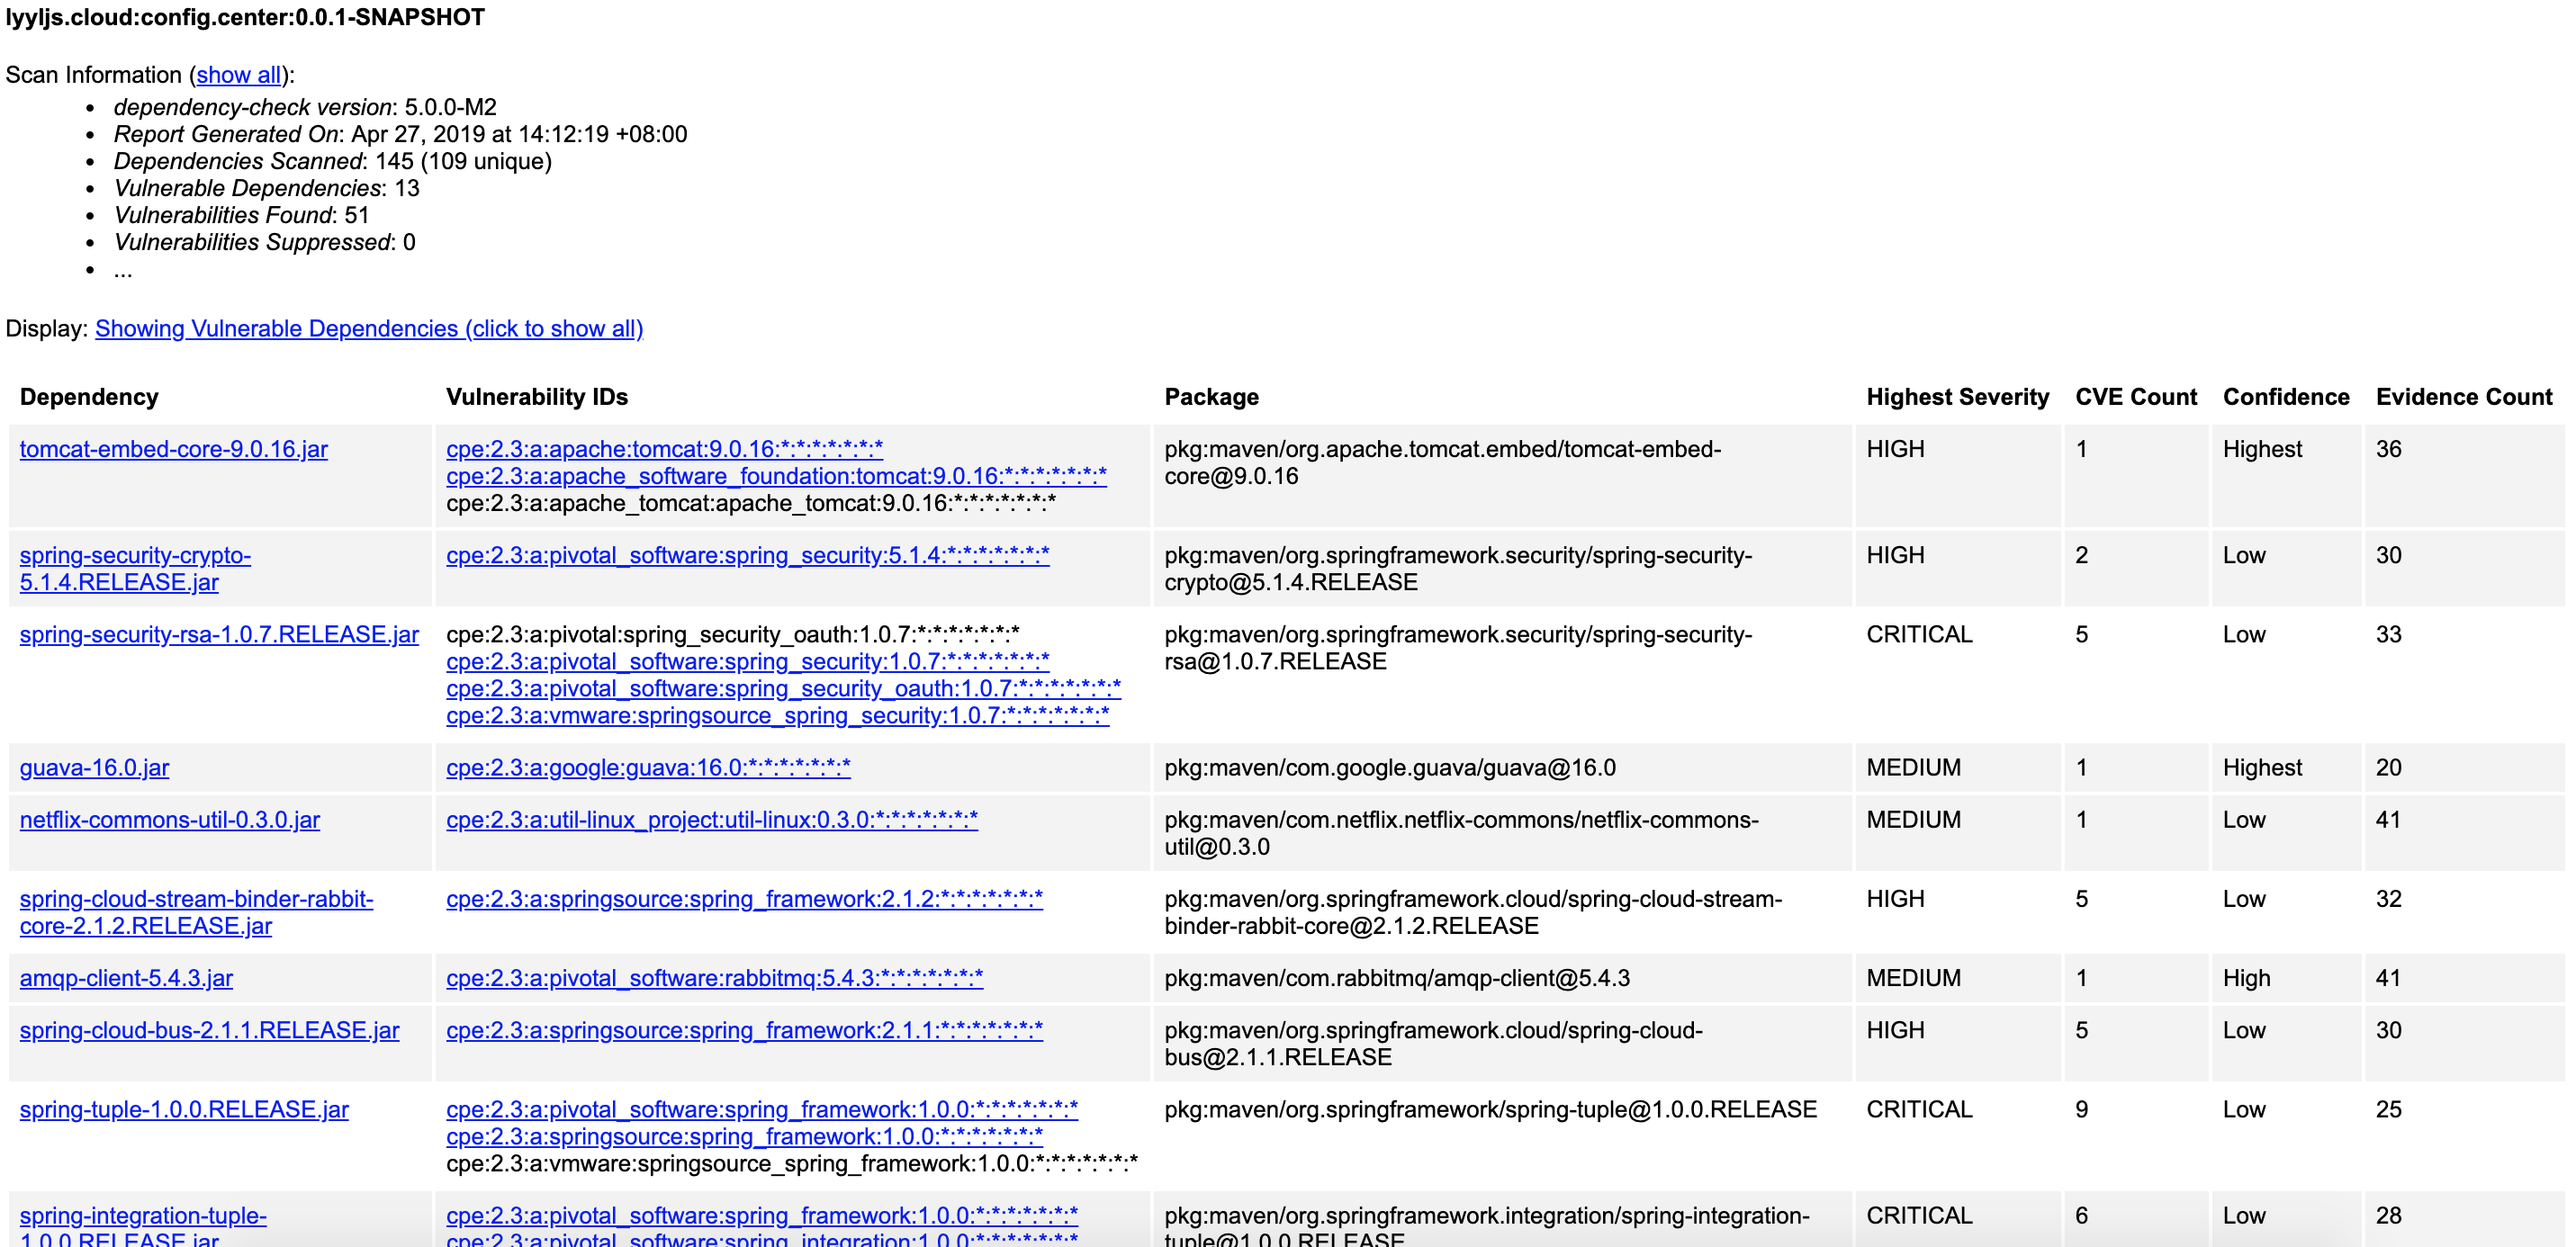 lyyljs.cloud:config.center:0.0.1-SNAPSHOT
Scan Information (show all):
• dependency-check version: 5.0.0-M2
• Report Generated On: Apr 27, 2019 at 14:12:19 +08:00
• Dependencies Scanned: 145 (109 unique)
• Vulnerable Dependencies: 13
• Vulnerabilities Found: 51
• Vulnerabilities Suppressed: 0
• ...
Display: Showing Vulnerable Dependencies (click to show all)
Dependency Vulnerability IDs Package Highest Severity CVE Count Confidence Evidence Count
tomcat-embed-core-9.0.16.jar cpe:2.3:a:apache:tomcat:9.0.16:*:*:*:*:*:*:* pkg:maven/org.apache.tomcat.embed/tomcat-embed- HIGH 1 Highest 36
cpe:2.3:a:apache_software_foundation:tomcat:9.0.16:*:*:*:*:*:*:* core@9.0.16
cpe:2.3:a:apache_tomcat:apache_tomcat:9.0.16:*:*:*:*:*:*:*
spring-security-crypto- cpe:2.3:a:pivotal_software:spring_security:5.1.4:*:*:*:*:*:*:* pkg:maven/org.springframework.security/spring-security- HIGH 2 Low 30
5.1.4.RELEASE.jar crypto@5.1.4.RELEASE
spring-security-rsa-1.0.7.RELEASE.jar cpe:2.3:a:pivotal:spring_security_oauth:1.0.7:*:*:*:*:*:*:* pkg:maven/org.springframework.security/spring-security- CRITICAL 5 Low 33
cpe:2.3:a:pivotal_software:spring_security:1.0.7:*:*:*:*:*:*:* rsa@1.0.7.RELEASE
cpe:2.3:a:pivotal_software:spring_security_oauth:1.0.7:*:*:*:*:*:*:*
cpe:2.3:a:vmware:springsource_spring_security:1.0.7:*:*:*:*:*:*:*
guava-16.0.jar cpe:2.3:a:google:guava:16.0:*:*:*:*:*:*:* pkg:maven/com.google.guava/guava@16.0 MEDIUM 1 Highest 20
netflix-commons-util-0.3.0.jar cpe:2.3:a:util-linux_project:util-linux:0.3.0:*:*:*:*:*:*:* pkg:maven/com.netflix.netflix-commons/netflix-commons- MEDIUM 1 Low 41
util@0.3.0
spring-cloud-stream-binder-rabbit- cpe:2.3:a:springsource:spring_framework:2.1.2:*:*:*:*:*:*:* pkg:maven/org.springframework.cloud/spring-cloud-stream- HIGH 5 Low 32
core-2.1.2.RELEASE.jar binder-rabbit-core@2.1.2.RELEASE
amqp-client-5.4.3.jar cpe:2.3:a:pivotal_software:rabbitmq:5.4.3:*:*:*:*:*:*:* pkg:maven/com.rabbitmq/amqp-client@5.4.3 MEDIUM 1 High 41
spring-cloud-bus-2.1.1.RELEASE.jar cpe:2.3:a:springsource:spring_framework:2.1.1:*:*:*:*:*:*:* pkg:maven/org.springframework.cloud/spring-cloud- HIGH 5 Low 30
bus@2.1.1.RELEASE
spring-tuple-1.0.0.RELEASE.jar cpe:2.3:a:pivotal_software:spring_framework:1.0.0:*:*:*:*:*:*:* pkg:maven/org.springframework/spring-tuple@1.0.0.RELEASE CRITICAL 9 Low 25
cpe:2.3:a:springsource:spring_framework:1.0.0:*:*:*:*:*:*:*
cpe:2.3:a:vmware:springsource_spring_framework:1.0.0:*:*:*:*:*:*:*
spring-integration-tuple- cpe:2.3:a:pivotal_software:spring_framework:1.0.0:*:*:*:*:*:*:* pkg:maven/org.springframework.integration/spring-integration- CRITICAL 6 Low 28
1.0.0.RELEASE.jar cpe:2.3:a:pivotal_software:spring_integration:1.0.0:*:*:*:*:*:*:* tuple@1.0.0.RELEASE